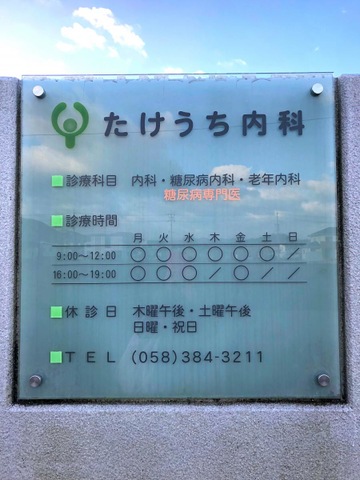 たけうち内科
■診療科目 内科・糖尿病内科・老年内科
糖尿病専門医
■診療時間
月 火 水 木 金 土 日
9:00〜12:00 ○ ○ ○ ○ ○ ○ /
16:00〜19:00 ○ ○ ○ / ○ / /
■休診日 木曜午後・土曜午後
日曜・祝日
■TEL (058)384-3211